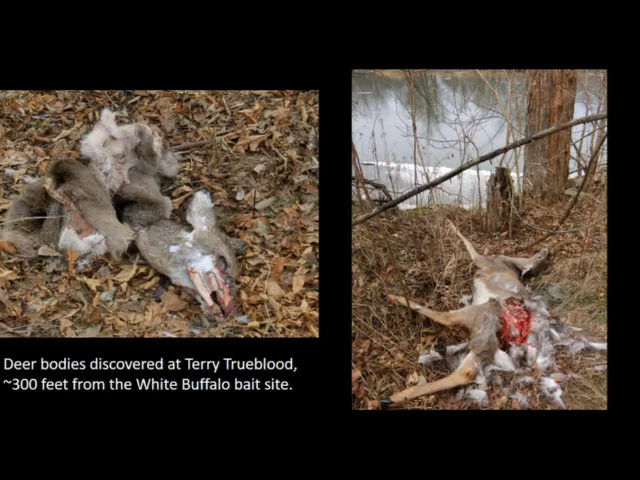 Deer bodies discovered at Terry Trueblood,
~300 feet from the White Buffalo bait site.